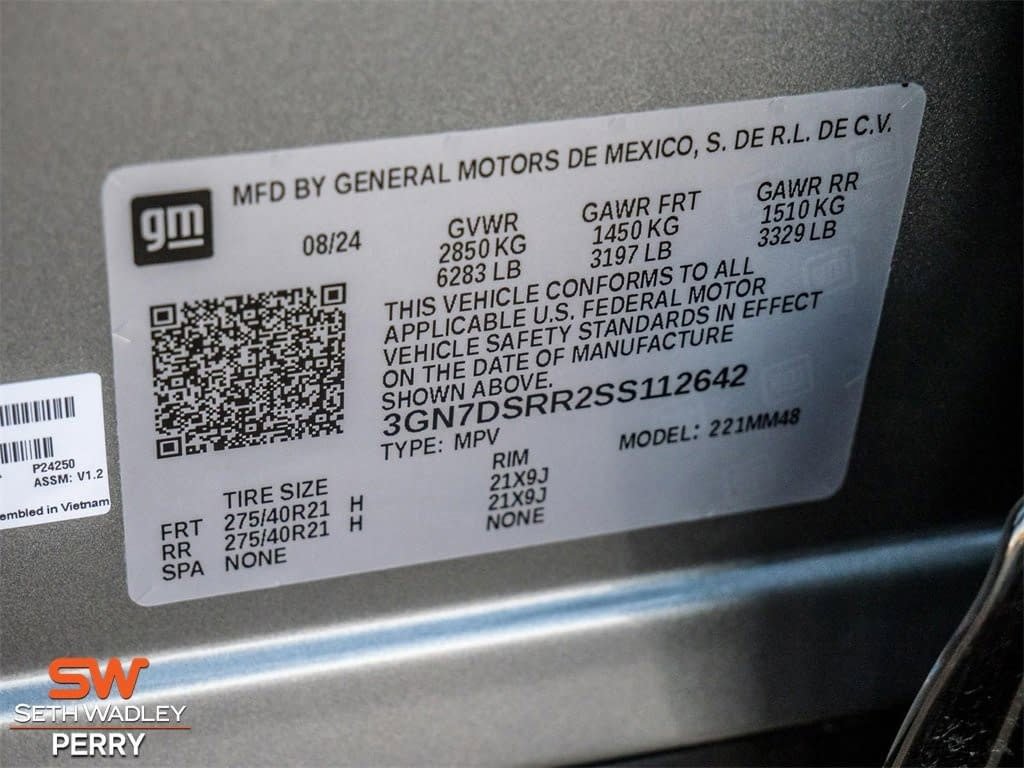 MFD BY GENERAL MOTORS DE MEXICO, S. DE R.L. DE C.V.
gm
08/24
GVWR
2850 KG
6283 LB
GAWR FRT
1450 KG
3197 LB
GAWR RR
1510 KG
3329 LB
THIS VEHICLE CONFORMS TO ALL
APPLICABLE U.S. FEDERAL MOTOR
VEHICLE SAFETY STANDARDS IN EFFECT
ON THE DATE OF MANUFACTURE
SHOWN ABOVE.
3GN7DSRR2SS112642
TYPE: MPV
MODEL: 221MM48
TIRE SIZE
RIM
FRT 275/40R21 H 21X9J
RR 275/40R21 H 21X9J
SPA NONE NONE
P24250
ASSM: V1.2
embled in Vietnam
SW
SETH WADLEY
PERRY